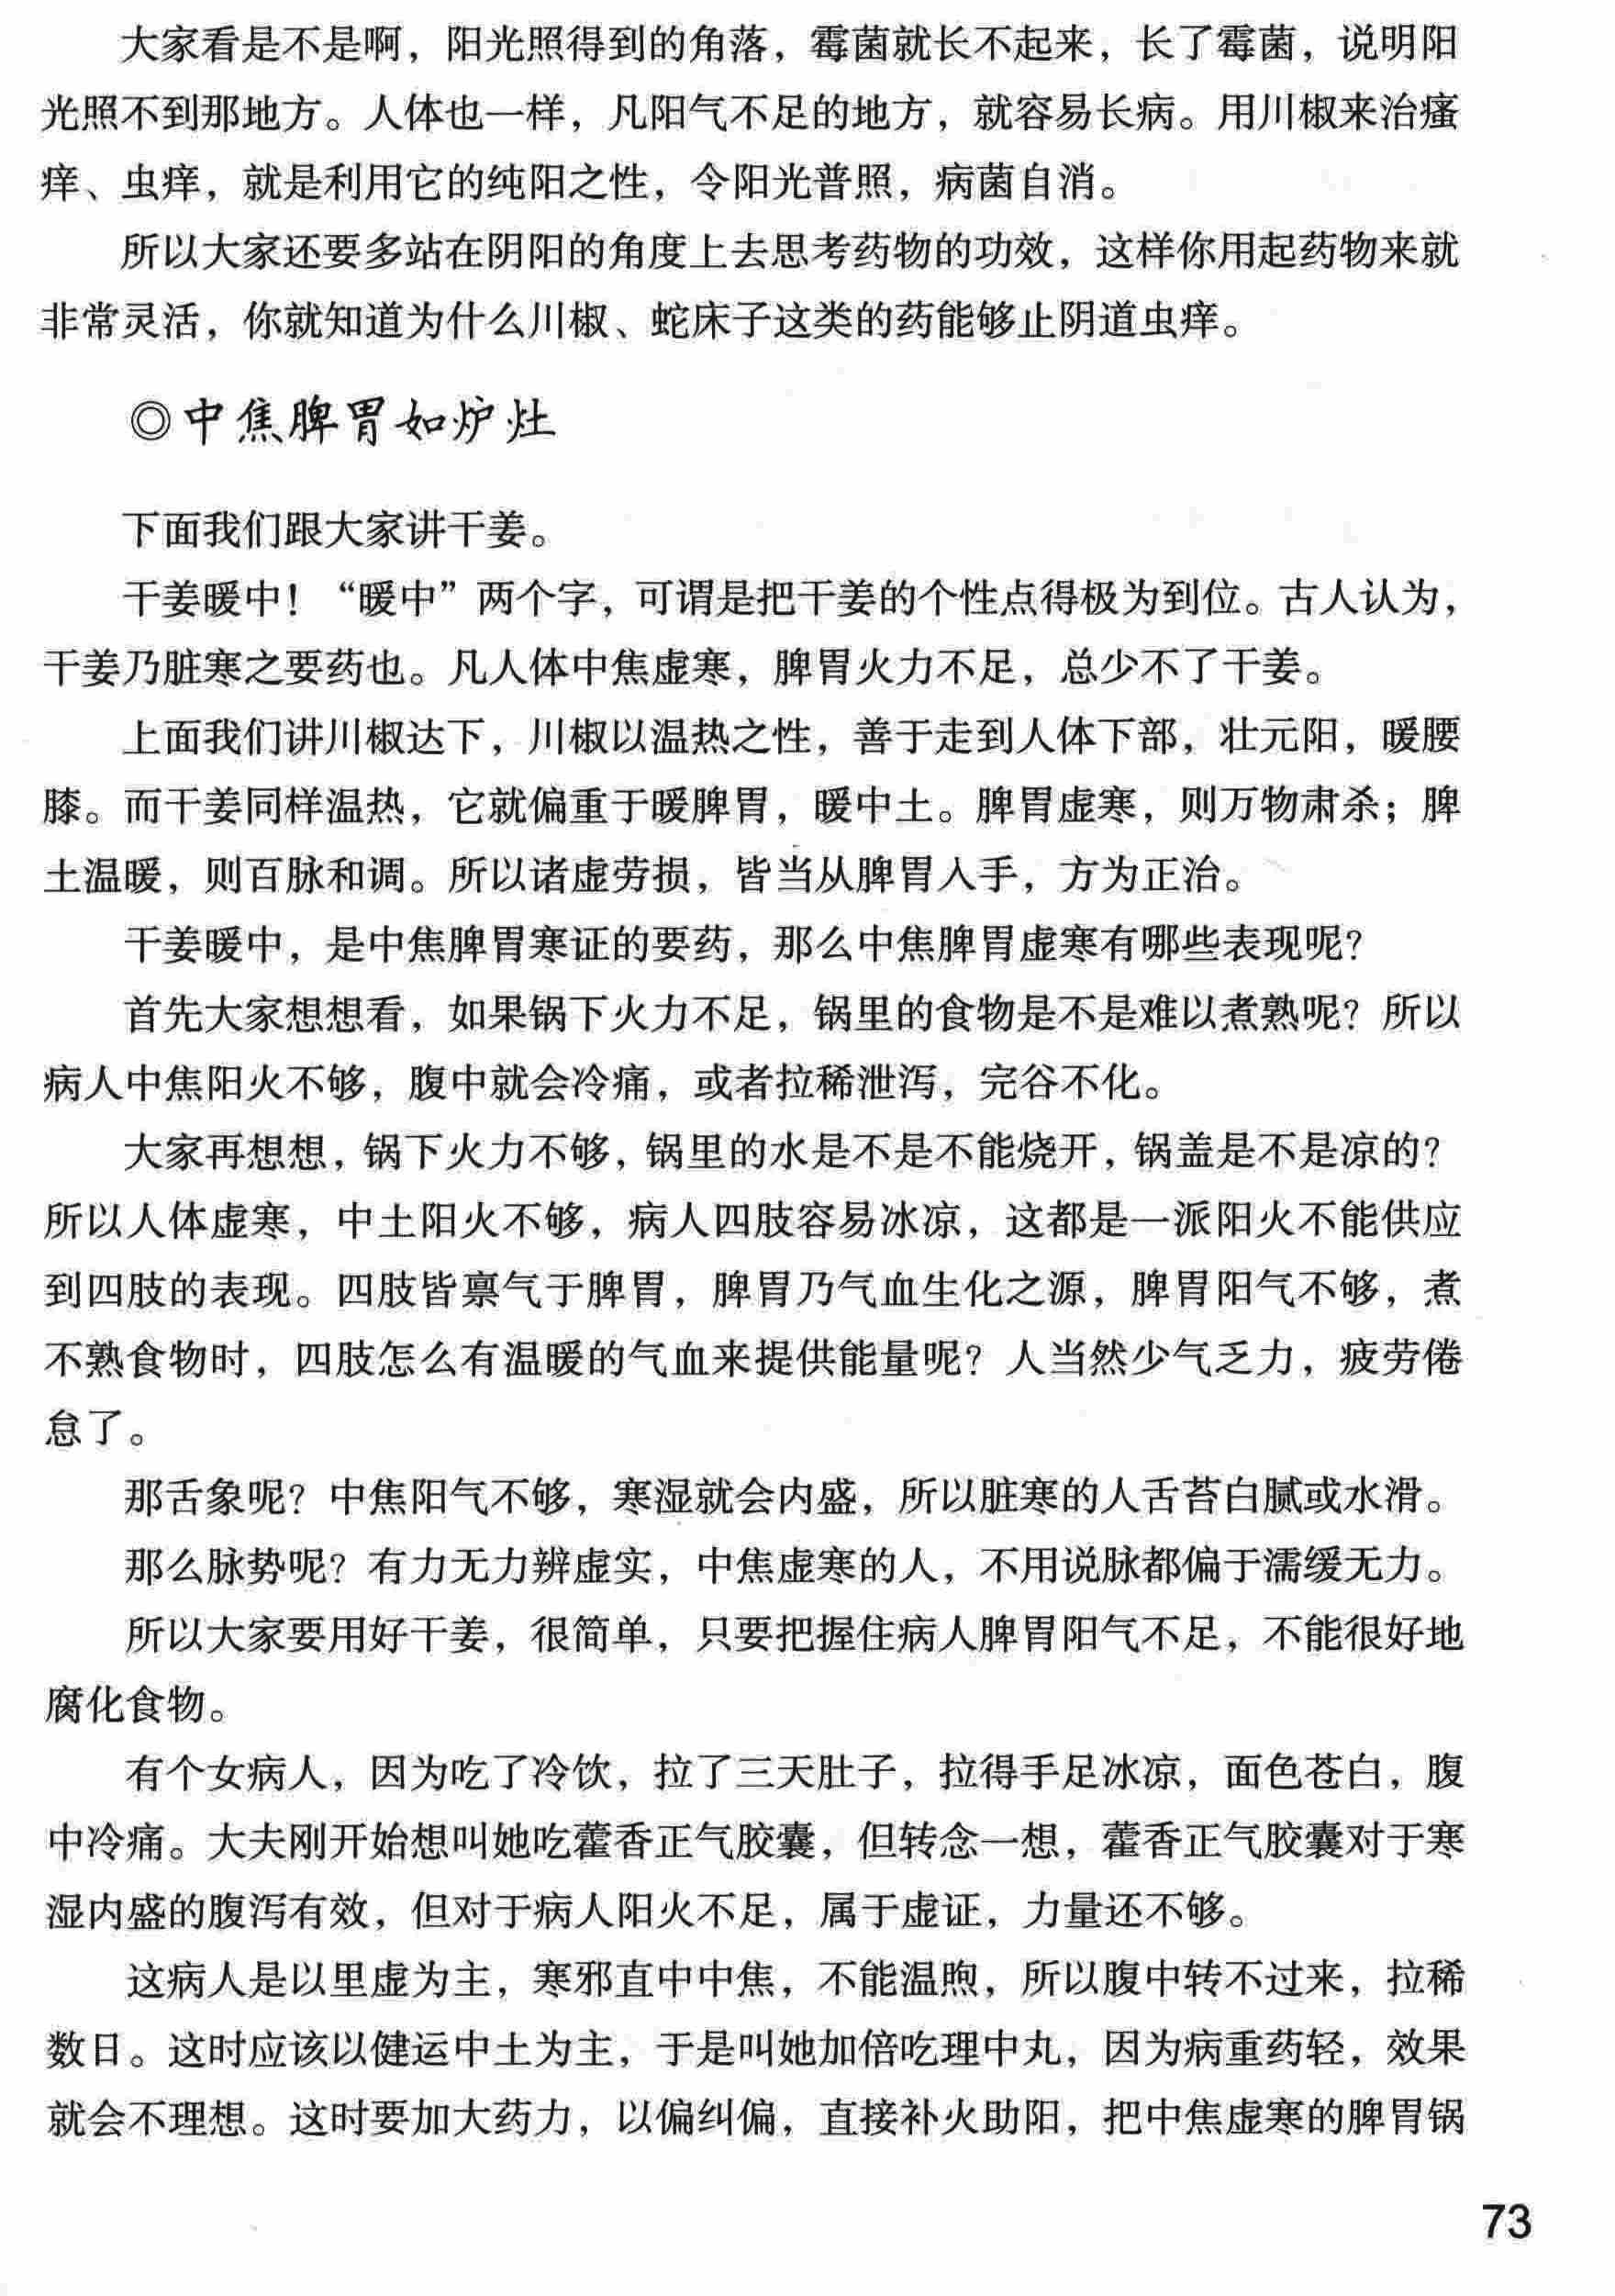 大家看是不是啊，阳光照得到的角落，霉菌就长不起来，长了霉菌，说明阳
光照不到那地方。人体也一样，凡阳气不足的地方，就容易长病。用川椒来治瘙
痒、虫痒，就是利用它的纯阳之性，令阳光普照，病菌自消。
所以大家还要多站在阴阳的角度上去思考药物的功效，这样你用起药物来就
非常灵活，你就知道为什么川椒、蛇床子这类的药能够止阴道虫痒。
◎中焦脾胃如炉灶
下面我们跟大家讲干姜。
干姜暖中！“暖中”两个字，可谓是把干姜的个性点得极为到位。古人认为，
干姜乃脏寒之要药也。凡人体中焦虚寒，脾胃火力不足，总少不了干姜。
上面我们讲川椒达下，川椒以温热之性，善于走到人体下部，壮元阳，暖腰
膝。而干姜同样温热，它就偏重于暖脾胃，暖中土。脾胃虚寒，则万物肃杀；脾
土温暖，则百脉和调。所以诸虚劳损，皆当从脾胃入手，方为正治。
干姜暖中，是中焦脾胃寒证的要药，那么中焦脾胃虚寒有哪些表现呢？
首先大家想想看，如果锅下火力不足，锅里的食物是不是难以煮熟呢？所以
病人中焦阳火不够，腹中就会冷痛，或者拉稀泄泻，完谷不化。
大家再想想，锅下火力不够，锅里的水是不是不能烧开，锅盖是不是凉的？
所以人体虚寒，中土阳火不够，病人四肢容易冰凉，这都是一派阳火不能供应
到四肢的表现。四肢皆禀气于脾胃，脾胃乃气血生化之源，脾胃阳气不够，煮
不熟食物时，四肢怎么有温暖的气血来提供能量呢？人当然少气乏力，疲劳倦
怠了。
那舌象呢？中焦阳气不够，寒湿就会内盛，所以脏寒的人舌苔白腻或水滑。
那么脉势呢？有力无力辨虚实，中焦虚寒的人，不用说脉都偏于濡缓无力。
所以大家要用好干姜，很简单，只要把握住病人脾胃阳气不足，不能很好地
腐化食物。
有个女病人，因为吃了冷饮，拉了三天肚子，拉得手足冰凉，面色苍白，腹
中冷痛。大夫刚开始想叫她吃藿香正气胶囊，但转念一想，藿香正气胶囊对于寒
湿内盛的腹泻有效，但对于病人阳火不足，属于虚证，力量还不够。
这病人是以里虚为主，寒邪直中中焦，不能温煦，所以腹中转不过来，拉稀
数日。这时应该以健运中土为主，于是叫她加倍吃理中丸，因为病重药轻，效果
就会不理想。这时要加大药力，以偏纠偏，直接补火助阳，把中焦虚寒的脾胃锅
73